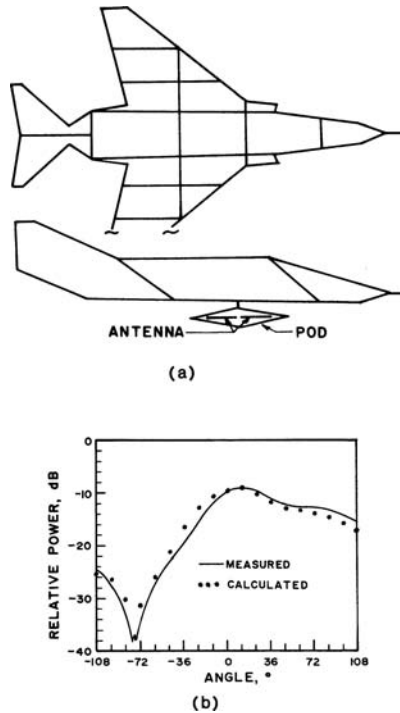 ANTENNA
POD
(a)
0
-10
-20
-30
-40
RELATIVE POWER, dB
MEASURED
CALCULATED
-108 -72 -36 0 36 72 108
ANGLE, °
(b)